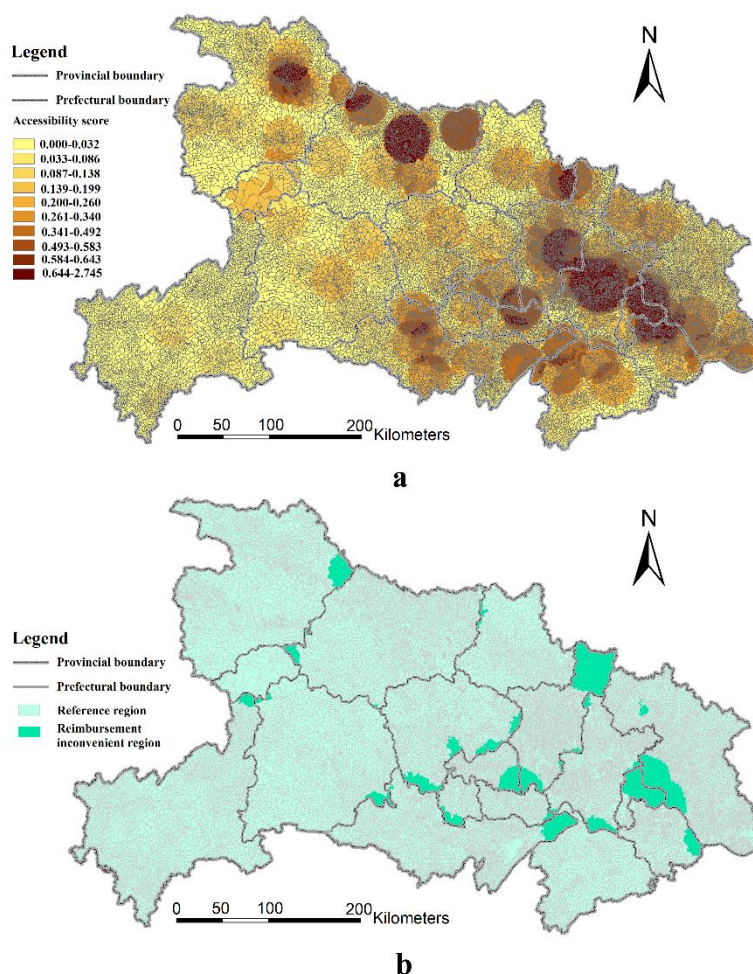 N
Legend
Provincial boundary
Prefectural boundary
Accessibility score
0.000-0.032
0.033-0.086
0.087-0.138
0.139-0.199
0.200-0.260
0.261-0.340
0.341-0.492
0.493-0.583
0.584-0.643
0.644-2.745
0 50 100 200
Kilometers
a
N
Legend
Provincial boundary
Prefectural boundary
Reference region
Reimbursement
inconvenient region
0 50 100 200
Kilometers
b